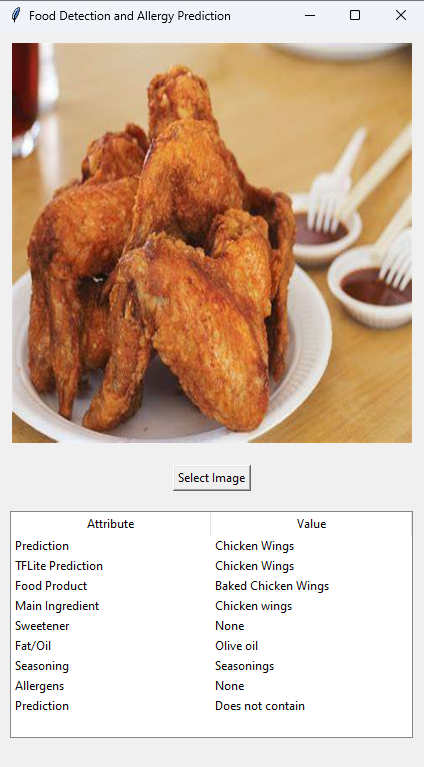 Food Detection and Allergy Prediction
Select Image
Attribute Value
Prediction Chicken Wings
TFLite Prediction Chicken Wings
Food Product Baked Chicken Wings
Main Ingredient Chicken wings
Sweetener None
Fat/Oil Olive oil
Seasoning Seasonings
Allergens None
Prediction Does not contain